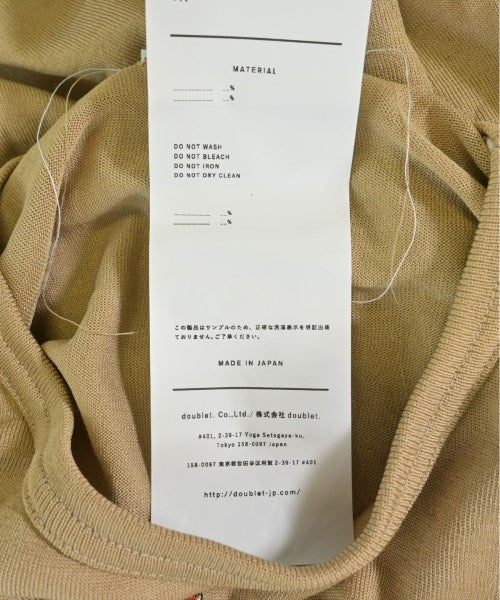 MATERIAL
__________ __%
__________ __%
DO NOT WASH
DO NOT BLEACH
DO NOT IRON
DO NOT DRY CLEAN
__________ __%
__________ __%
この製品はサンプルのため、正確な洗濯表示を明記出来
ておりません。ご了承ください。
MADE IN JAPAN
doublet. Co.,Ltd./ 株式会社 doublet.
#401, 2-39-17 Yoga Setagaya-ku,
Tokyo 158-0097 Japan
158-0097 東京都世田谷区用賀 2-39-17 #401
http://doublet-jp.com/